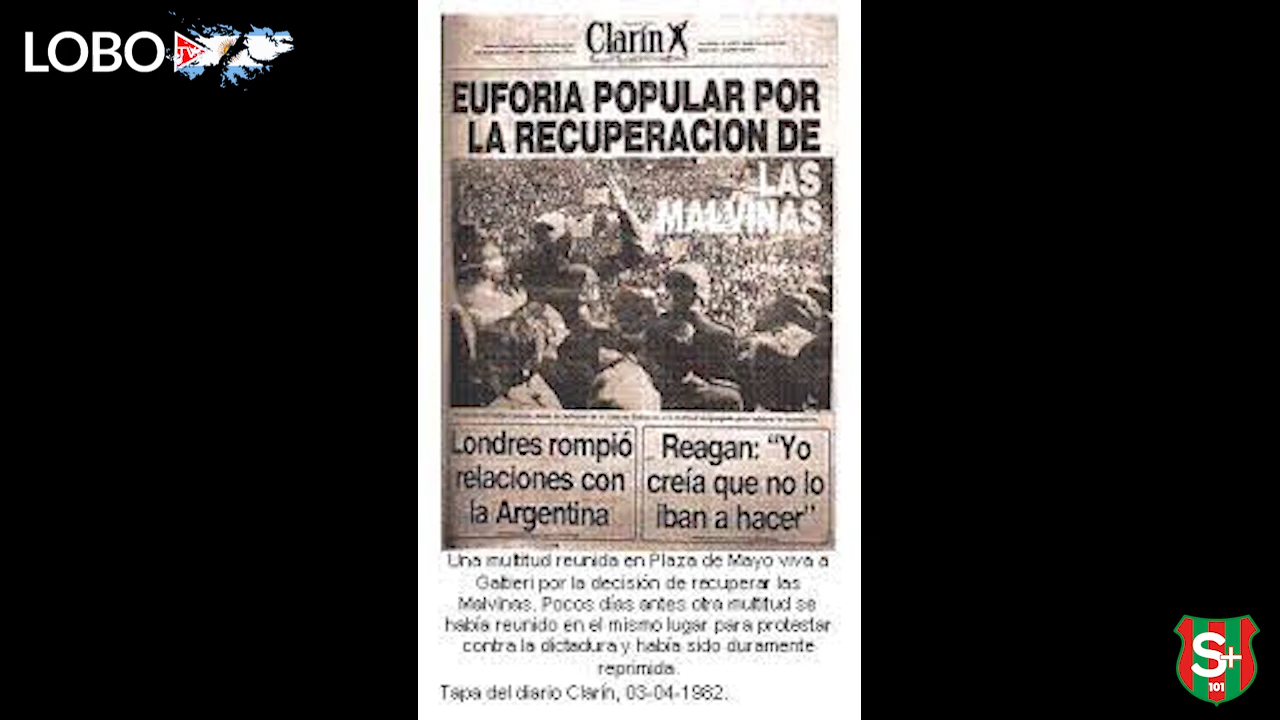 LOBO
TV
Clarín
EUFORIA POPULAR POR
LA RECUPERACION DE
LAS
MALVINAS
Londres rompió
relaciones con
la Argentina
Reagan: “Yo
creía que no lo
iban a hacer”
Una multitud reunida en Plaza de Mayo viva a
Galtieri por la decisión de recuperar las
Malvinas. Pocos días antes otra multitud se
había reunido en el mismo lugar para protestar
contra la dictadura y había sido duramente
reprimida.
Tapa del diario Clarín, 03-04-1982.
S+
101